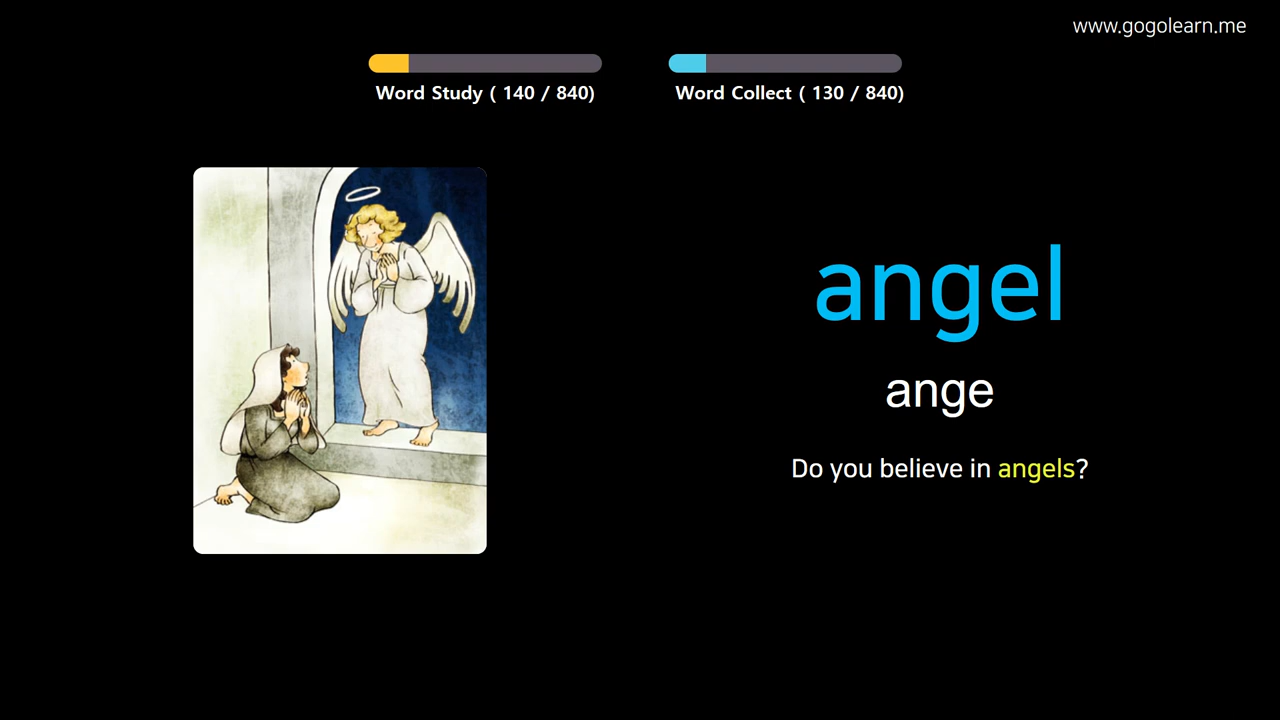 www.gogolearn.me
Word Study ( 140 / 840)
Word Collect ( 130 / 840)
angel
ange
Do you believe in angels?